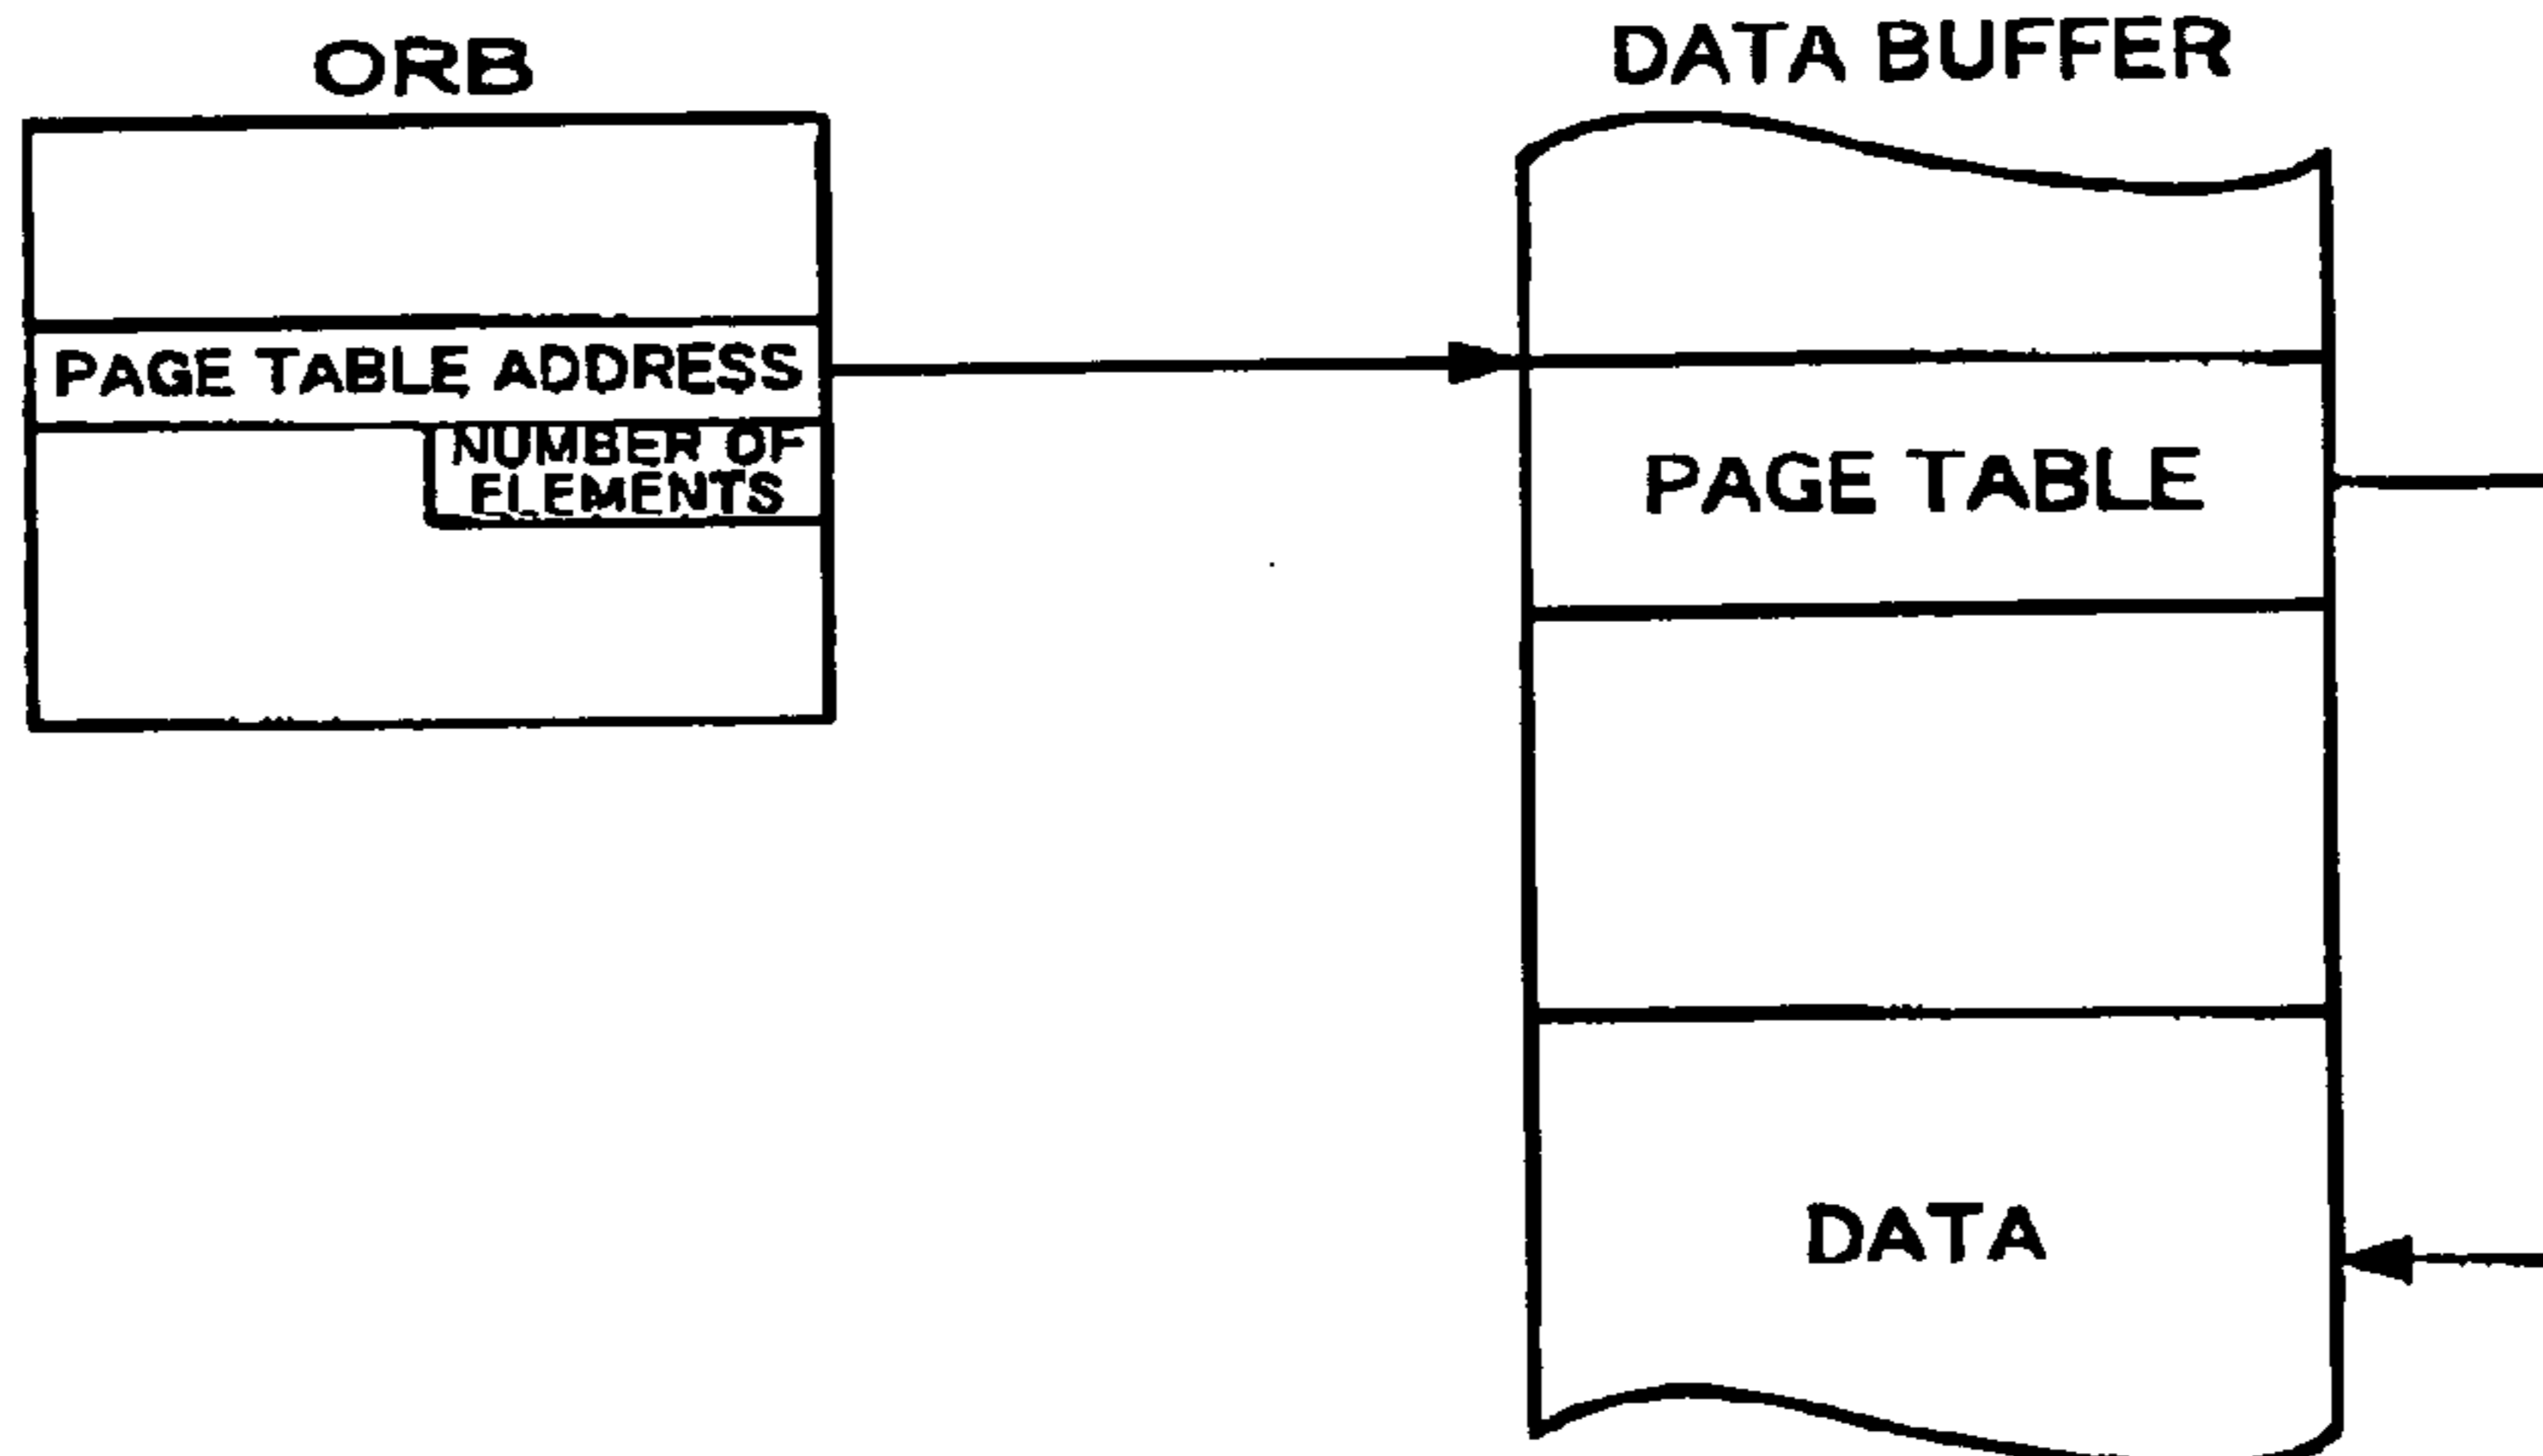 ORB
PAGE TABLE ADDRESS
NUMBER OF
ELEMENTS
DATA BUFFER
PAGE TABLE
DATA